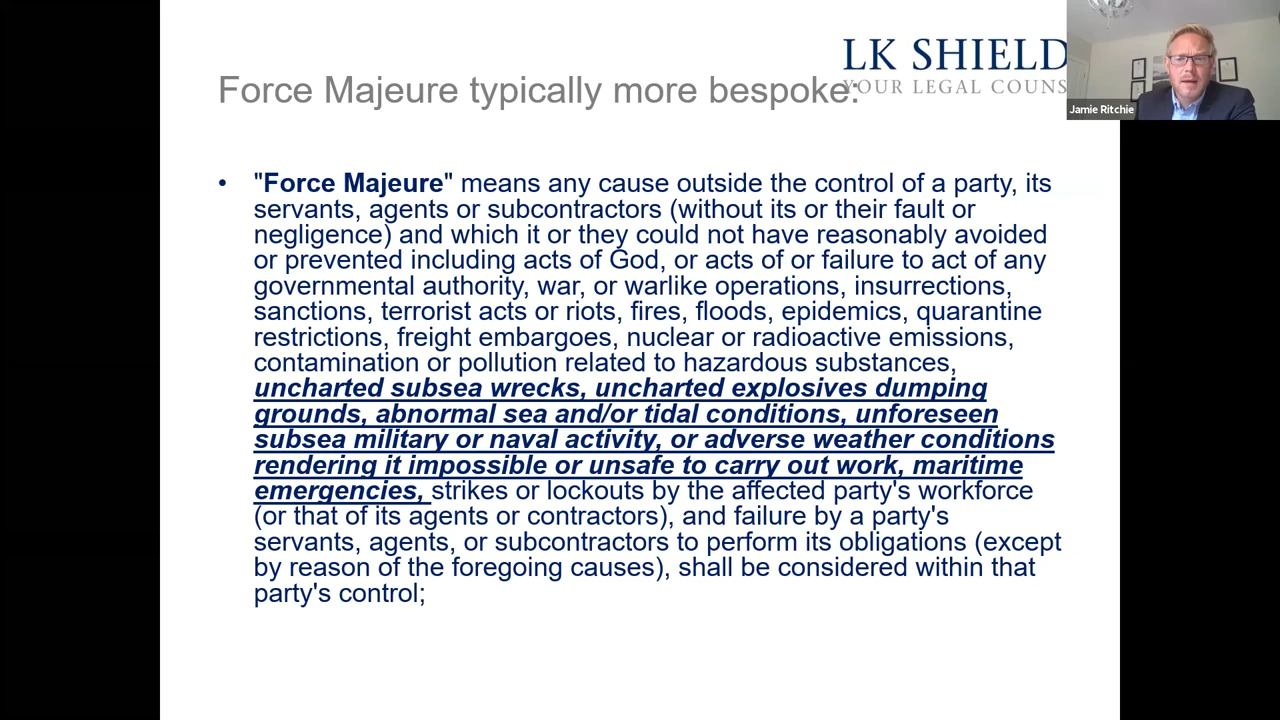 LK SHIELD
Force Majeure typically more bespoke:
YOUR LEGAL COUNS
Jamie Ritchie
• "Force Majeure" means any cause outside the control of a party, its
servants, agents or subcontractors (without its or their fault or
negligence) and which it or they could not have reasonably avoided
or prevented including acts of God, or acts of or failure to act of any
governmental authority, war, or warlike operations, insurrections,
sanctions, terrorist acts or riots, fires, floods, epidemics, quarantine
restrictions, freight embargoes, nuclear or radioactive emissions,
contamination or pollution related to hazardous substances,
uncharted subsea wrecks, uncharted explosives dumping
grounds, abnormal sea and/or tidal conditions, unforeseen
subsea military or naval activity, or adverse weather conditions
rendering it impossible or unsafe to carry out work, maritime
emergencies, strikes or lockouts by the affected party's workforce
(or that of its agents or contractors), and failure by a party's
servants, agents, or subcontractors to perform its obligations (except
by reason of the foregoing causes), shall be considered within that
party's control;